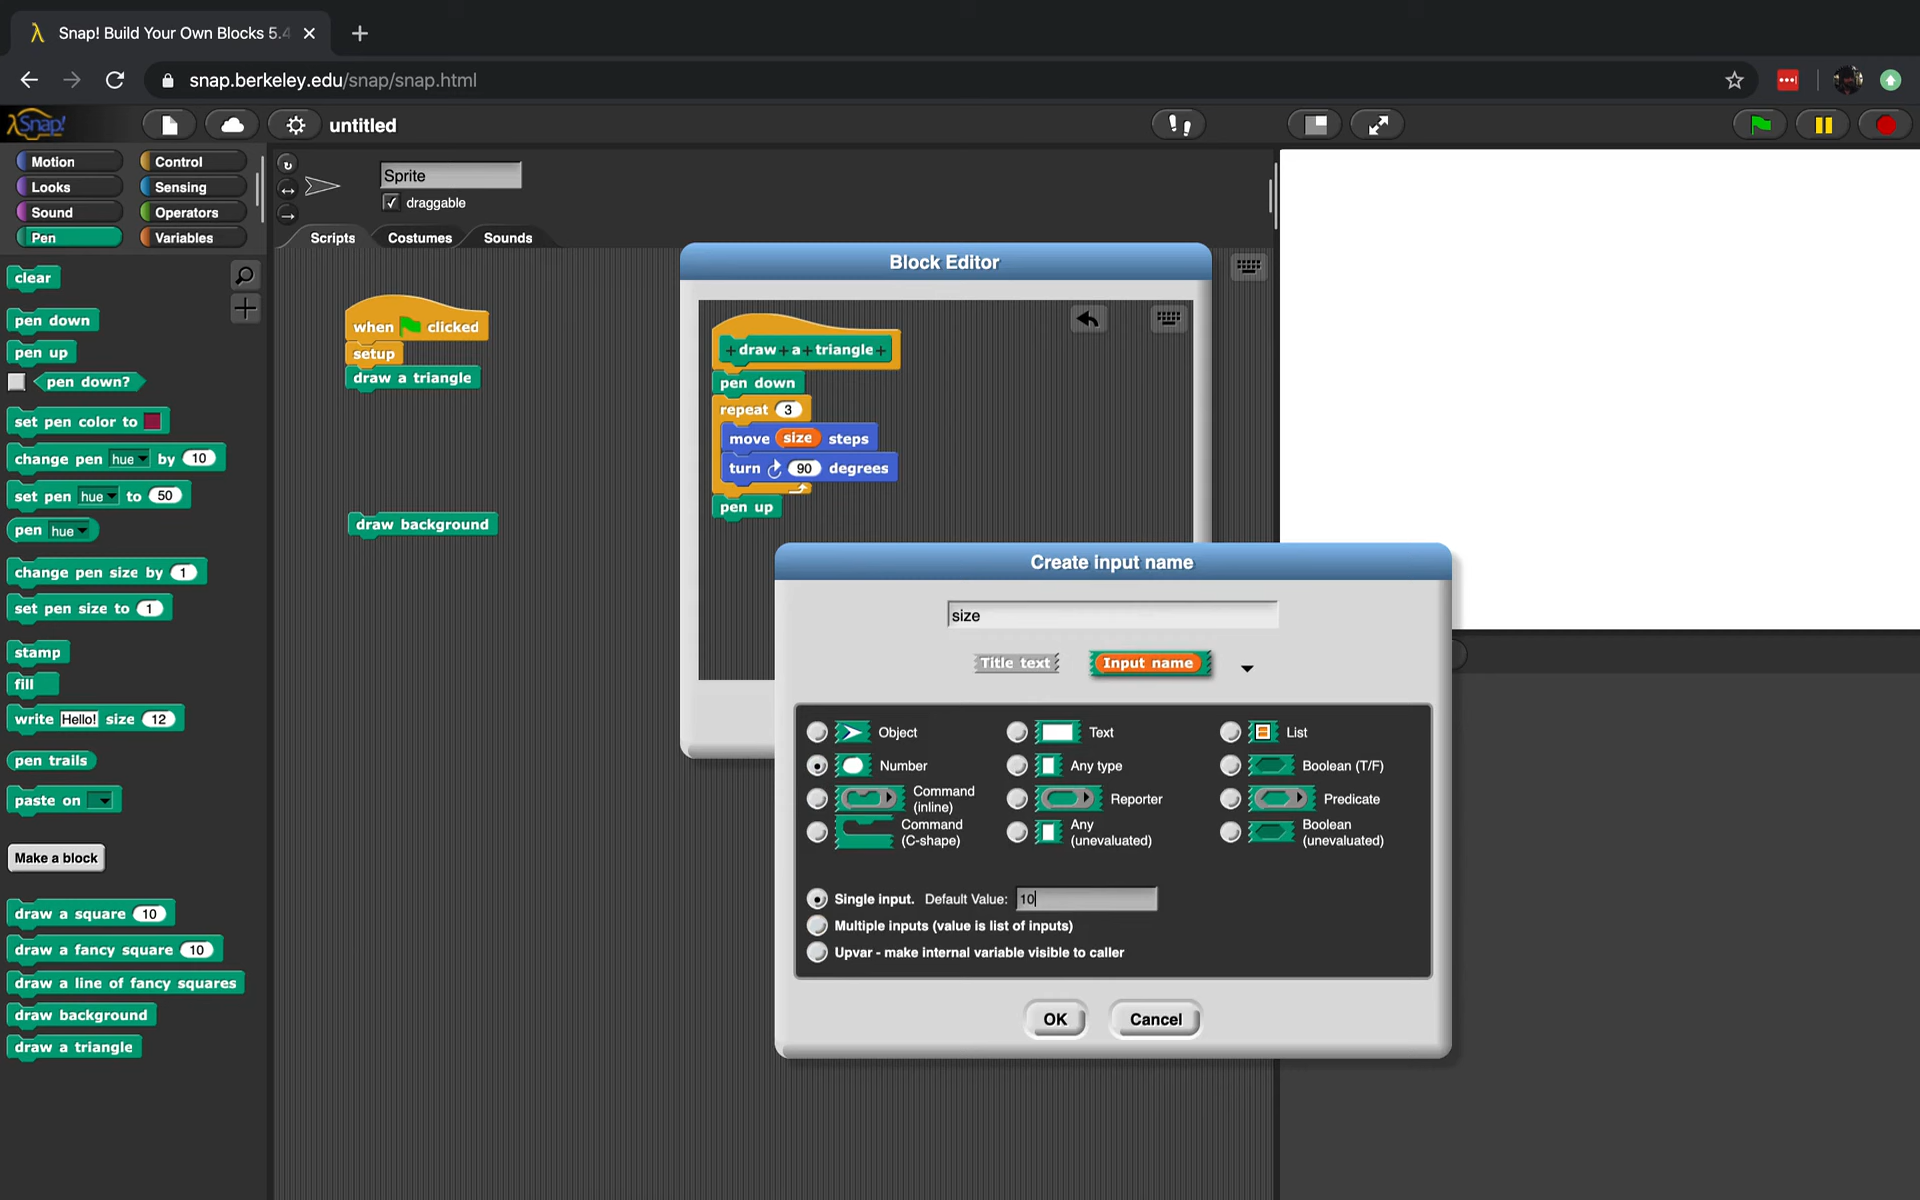 Snap! Build Your Own Blocks 5.4
snap.berkeley.edu/snap/snap.html
Snap!
untitled
Motion
Control
Looks
Sensing
Sound
Operators
Pen
Variables
Sprite
draggable
Scripts
Costumes
Sounds
clear
pen down
pen up
pen down?
set pen color to
change pen hue by 10
set pen hue to 50
pen hue
change pen size by 1
set pen size to 1
stamp
fill
write Hello! size 12
pen trails
paste on
Make a block
draw a square 10
draw a fancy square 10
draw a line of fancy squares
draw background
draw a triangle
when clicked
setup
draw a triangle
draw background
Block Editor
+ draw + a + triangle +
pen down
repeat 3
move size steps
turn 90 degrees
pen up
Create input name
size
Title text
Input name
Object
Text
List
Number
Any type
Boolean (T/F)
Command
(inline)
Reporter
Predicate
Command
(C-shape)
Any
(unevaluated)
Boolean
(unevaluated)
Single input. Default Value: 10
Multiple inputs (value is list of inputs)
Upvar - make internal variable visible to caller
OK
Cancel